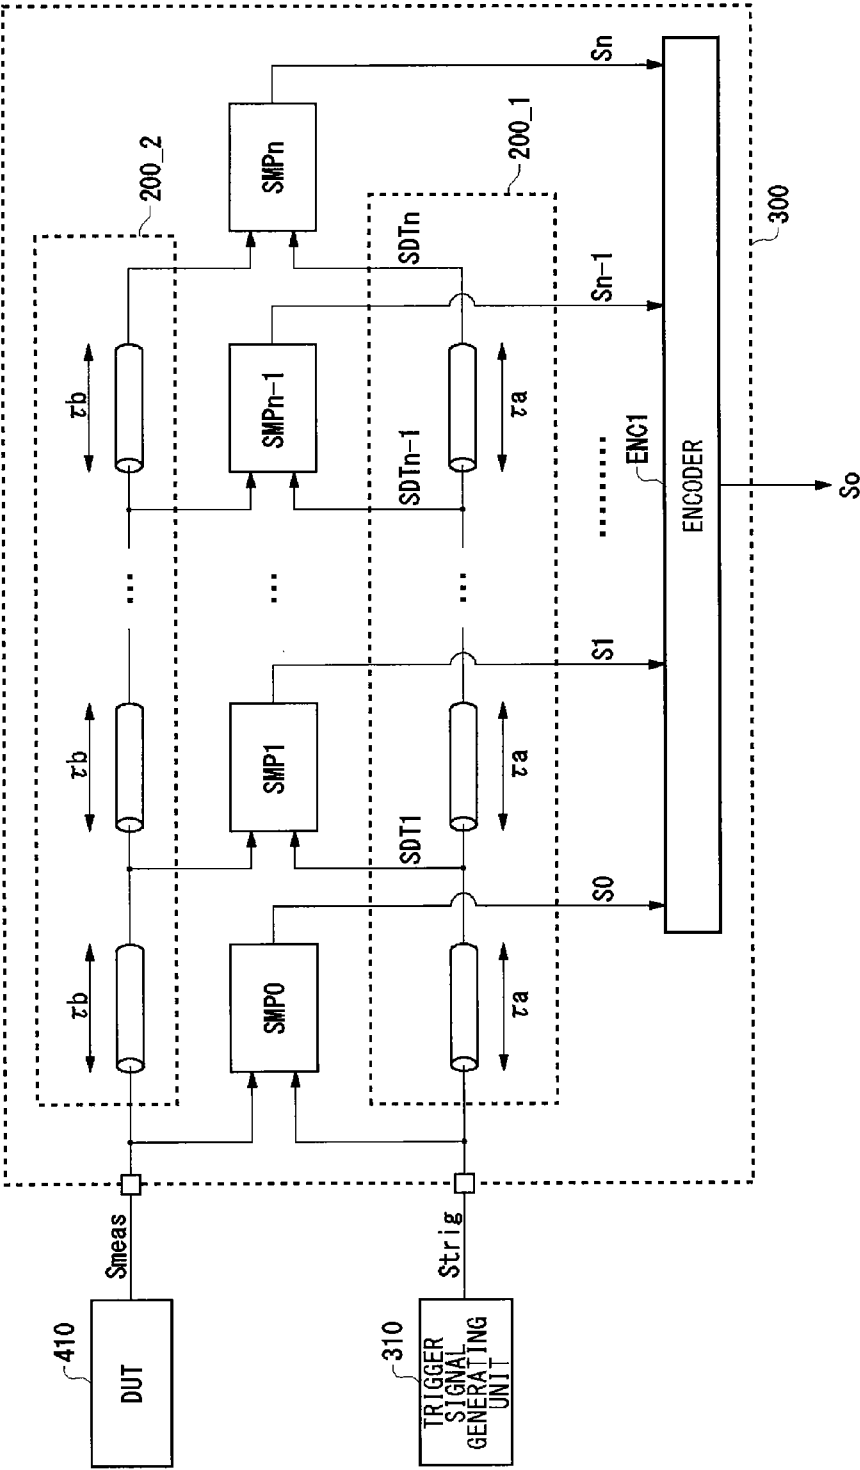 410
τb
τb
τb
Smeas
DUT
200_2
...
SMP0
SMP1
...
SMPn-1
SMPn
310
SDT1
SDTn-1
SDTn
Strig
TRIGGER
SIGNAL
GENERATING
UNIT
...
τa
τa
τa
200_1
S0
S1
........
Sn-1
Sn
ENC1
ENCODER
300
So